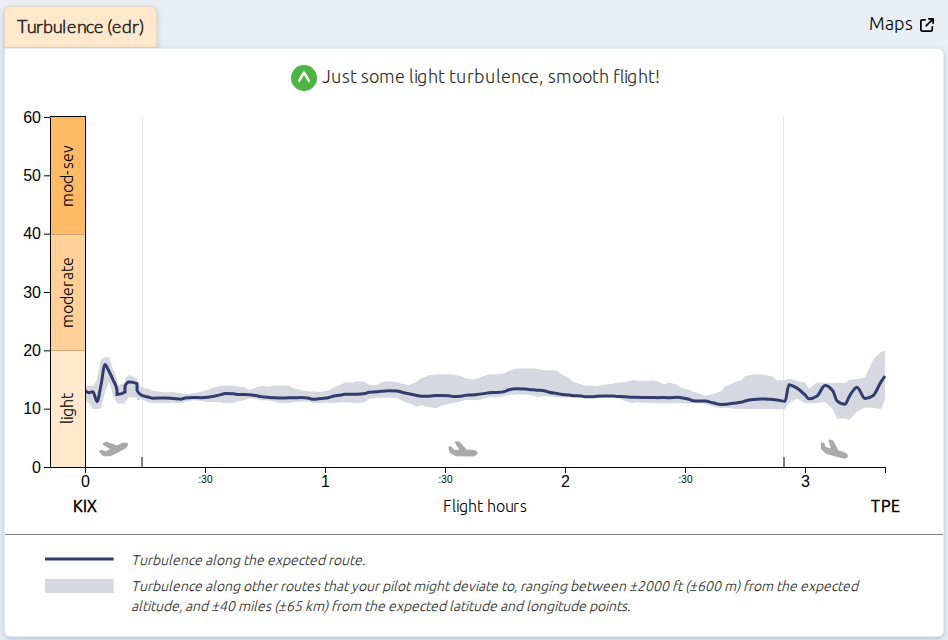 Turbulence (edr)
Maps
Just some light turbulence, smooth flight!
60
50
40
30
20
10
0
mod-sev
moderate
light
0 :30 1 :30 2 :30 3
KIX Flight hours TPE
Turbulence along the expected route.
Turbulence along other routes that your pilot might deviate to, ranging between ±2000 ft (±600 m) from the expected
altitude, and ±40 miles (±65 km) from the expected latitude and longitude points.